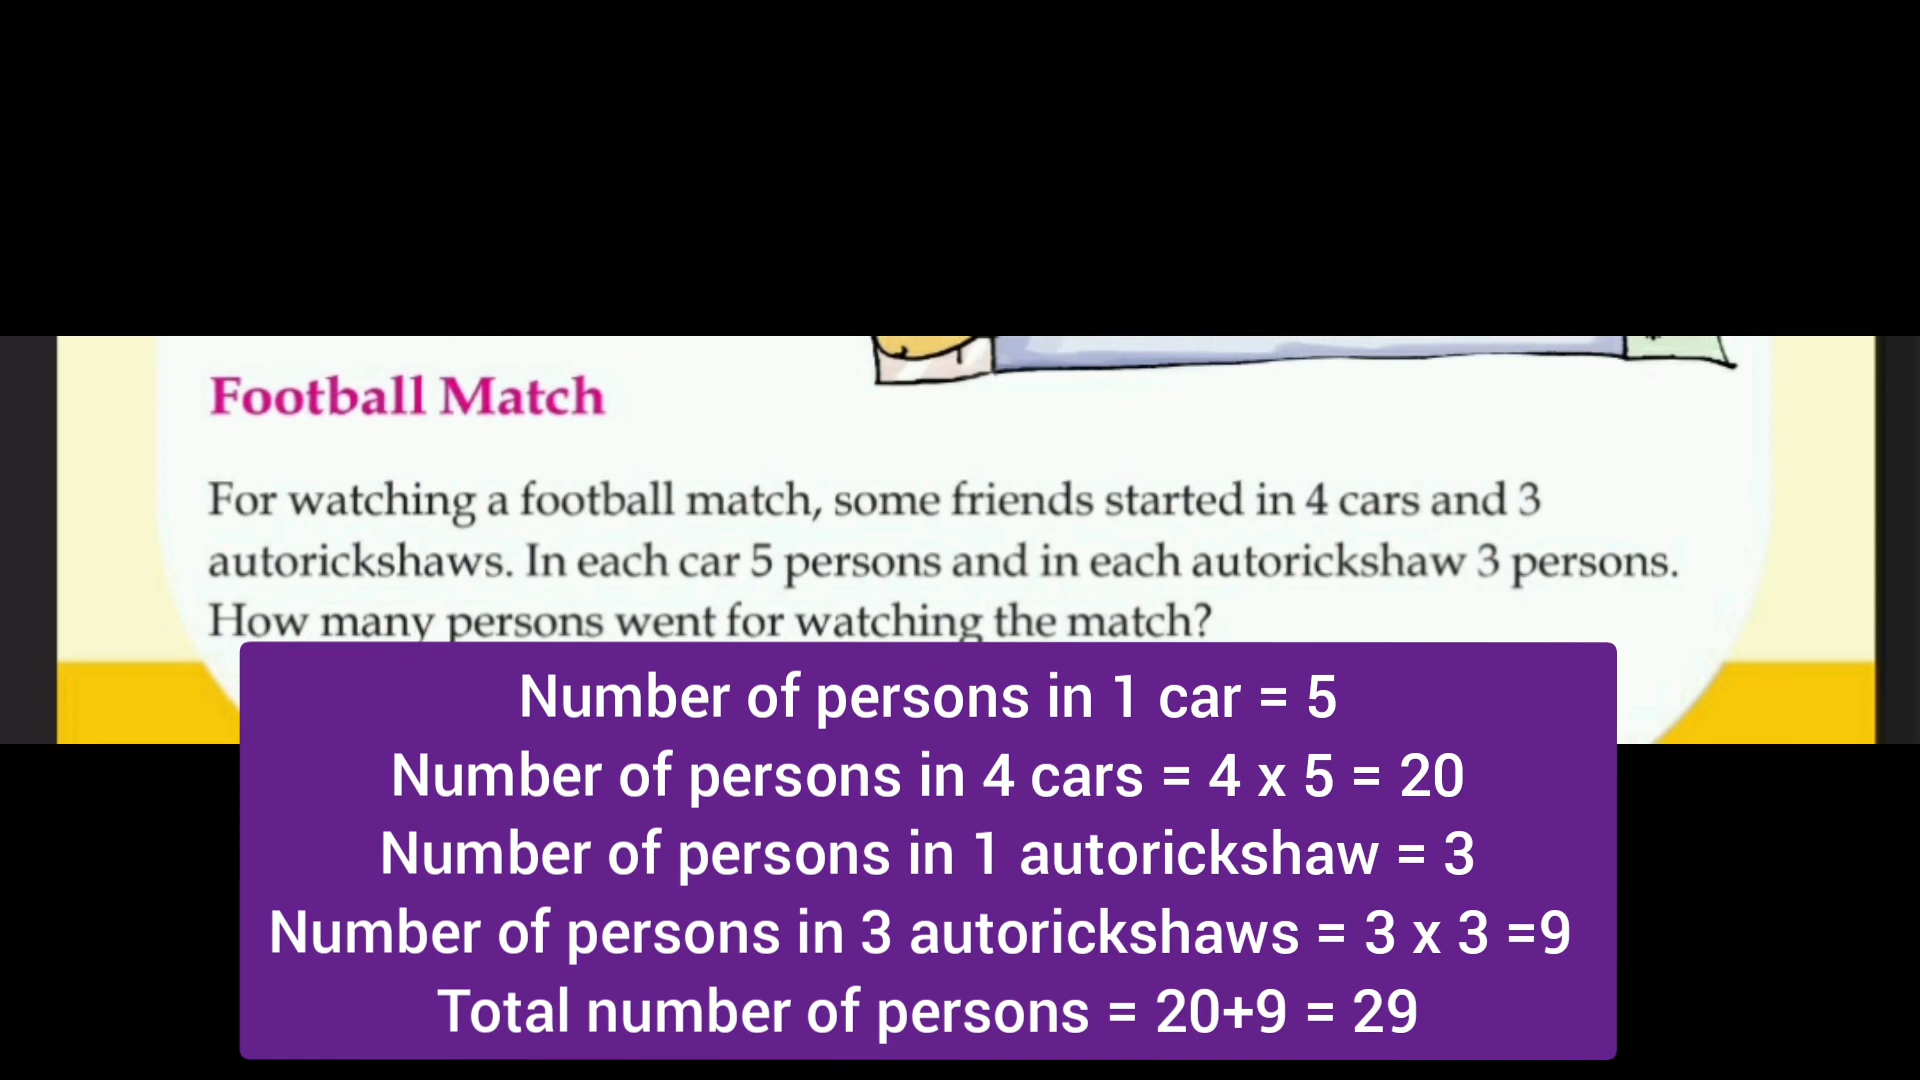 Football Match
For watching a football match, some friends started in 4 cars and 3
autorickshaws. In each car 5 persons and in each autorickshaw 3 persons.
How many persons went for watching the match?
Number of persons in 1 car = 5
Number of persons in 4 cars = 4 x 5 = 20
Number of persons in 1 autorickshaw = 3
Number of persons in 3 autorickshaws = 3 x 3 =9
Total number of persons = 20+9 = 29